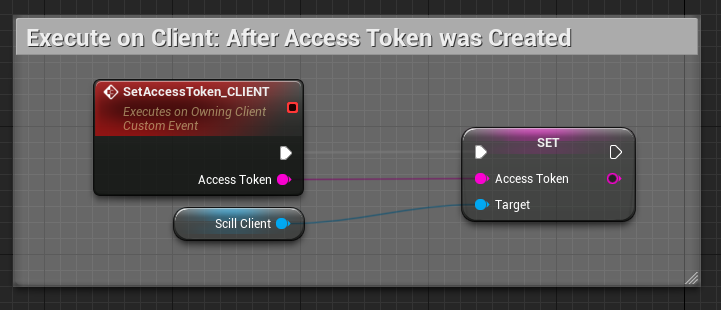 Execute on Client: After Access Token was Created
SetAccessToken_CLIENT
Executes on Owning Client
Custom Event
Access Token
Scill Client
SET
Access Token
Target